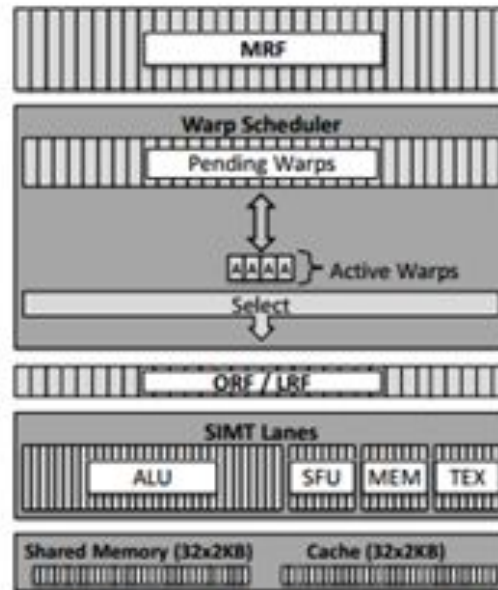 MRF
Warp Scheduler
Pending Warps
A A A A
Active Warps
Select
ORF / LRF
SIMT Lanes
ALU SFU MEM TEX
Shared Memory (32x2KB) Cache (32x2KB)